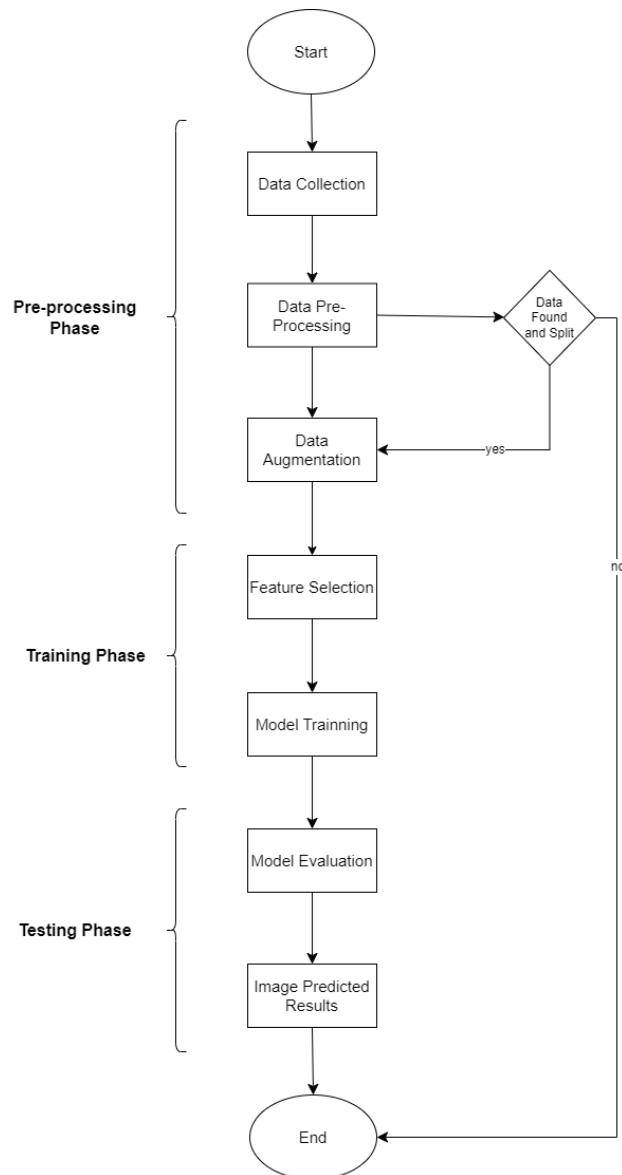 Start
Data Collection
Pre-processing
Phase
Data Pre-
Processing
Data
Found
and Split
Data
Augmentation
yes
no
Feature Selection
Training Phase
Model Trainning
Model Evaluation
Testing Phase
Image Predicted
Results
End